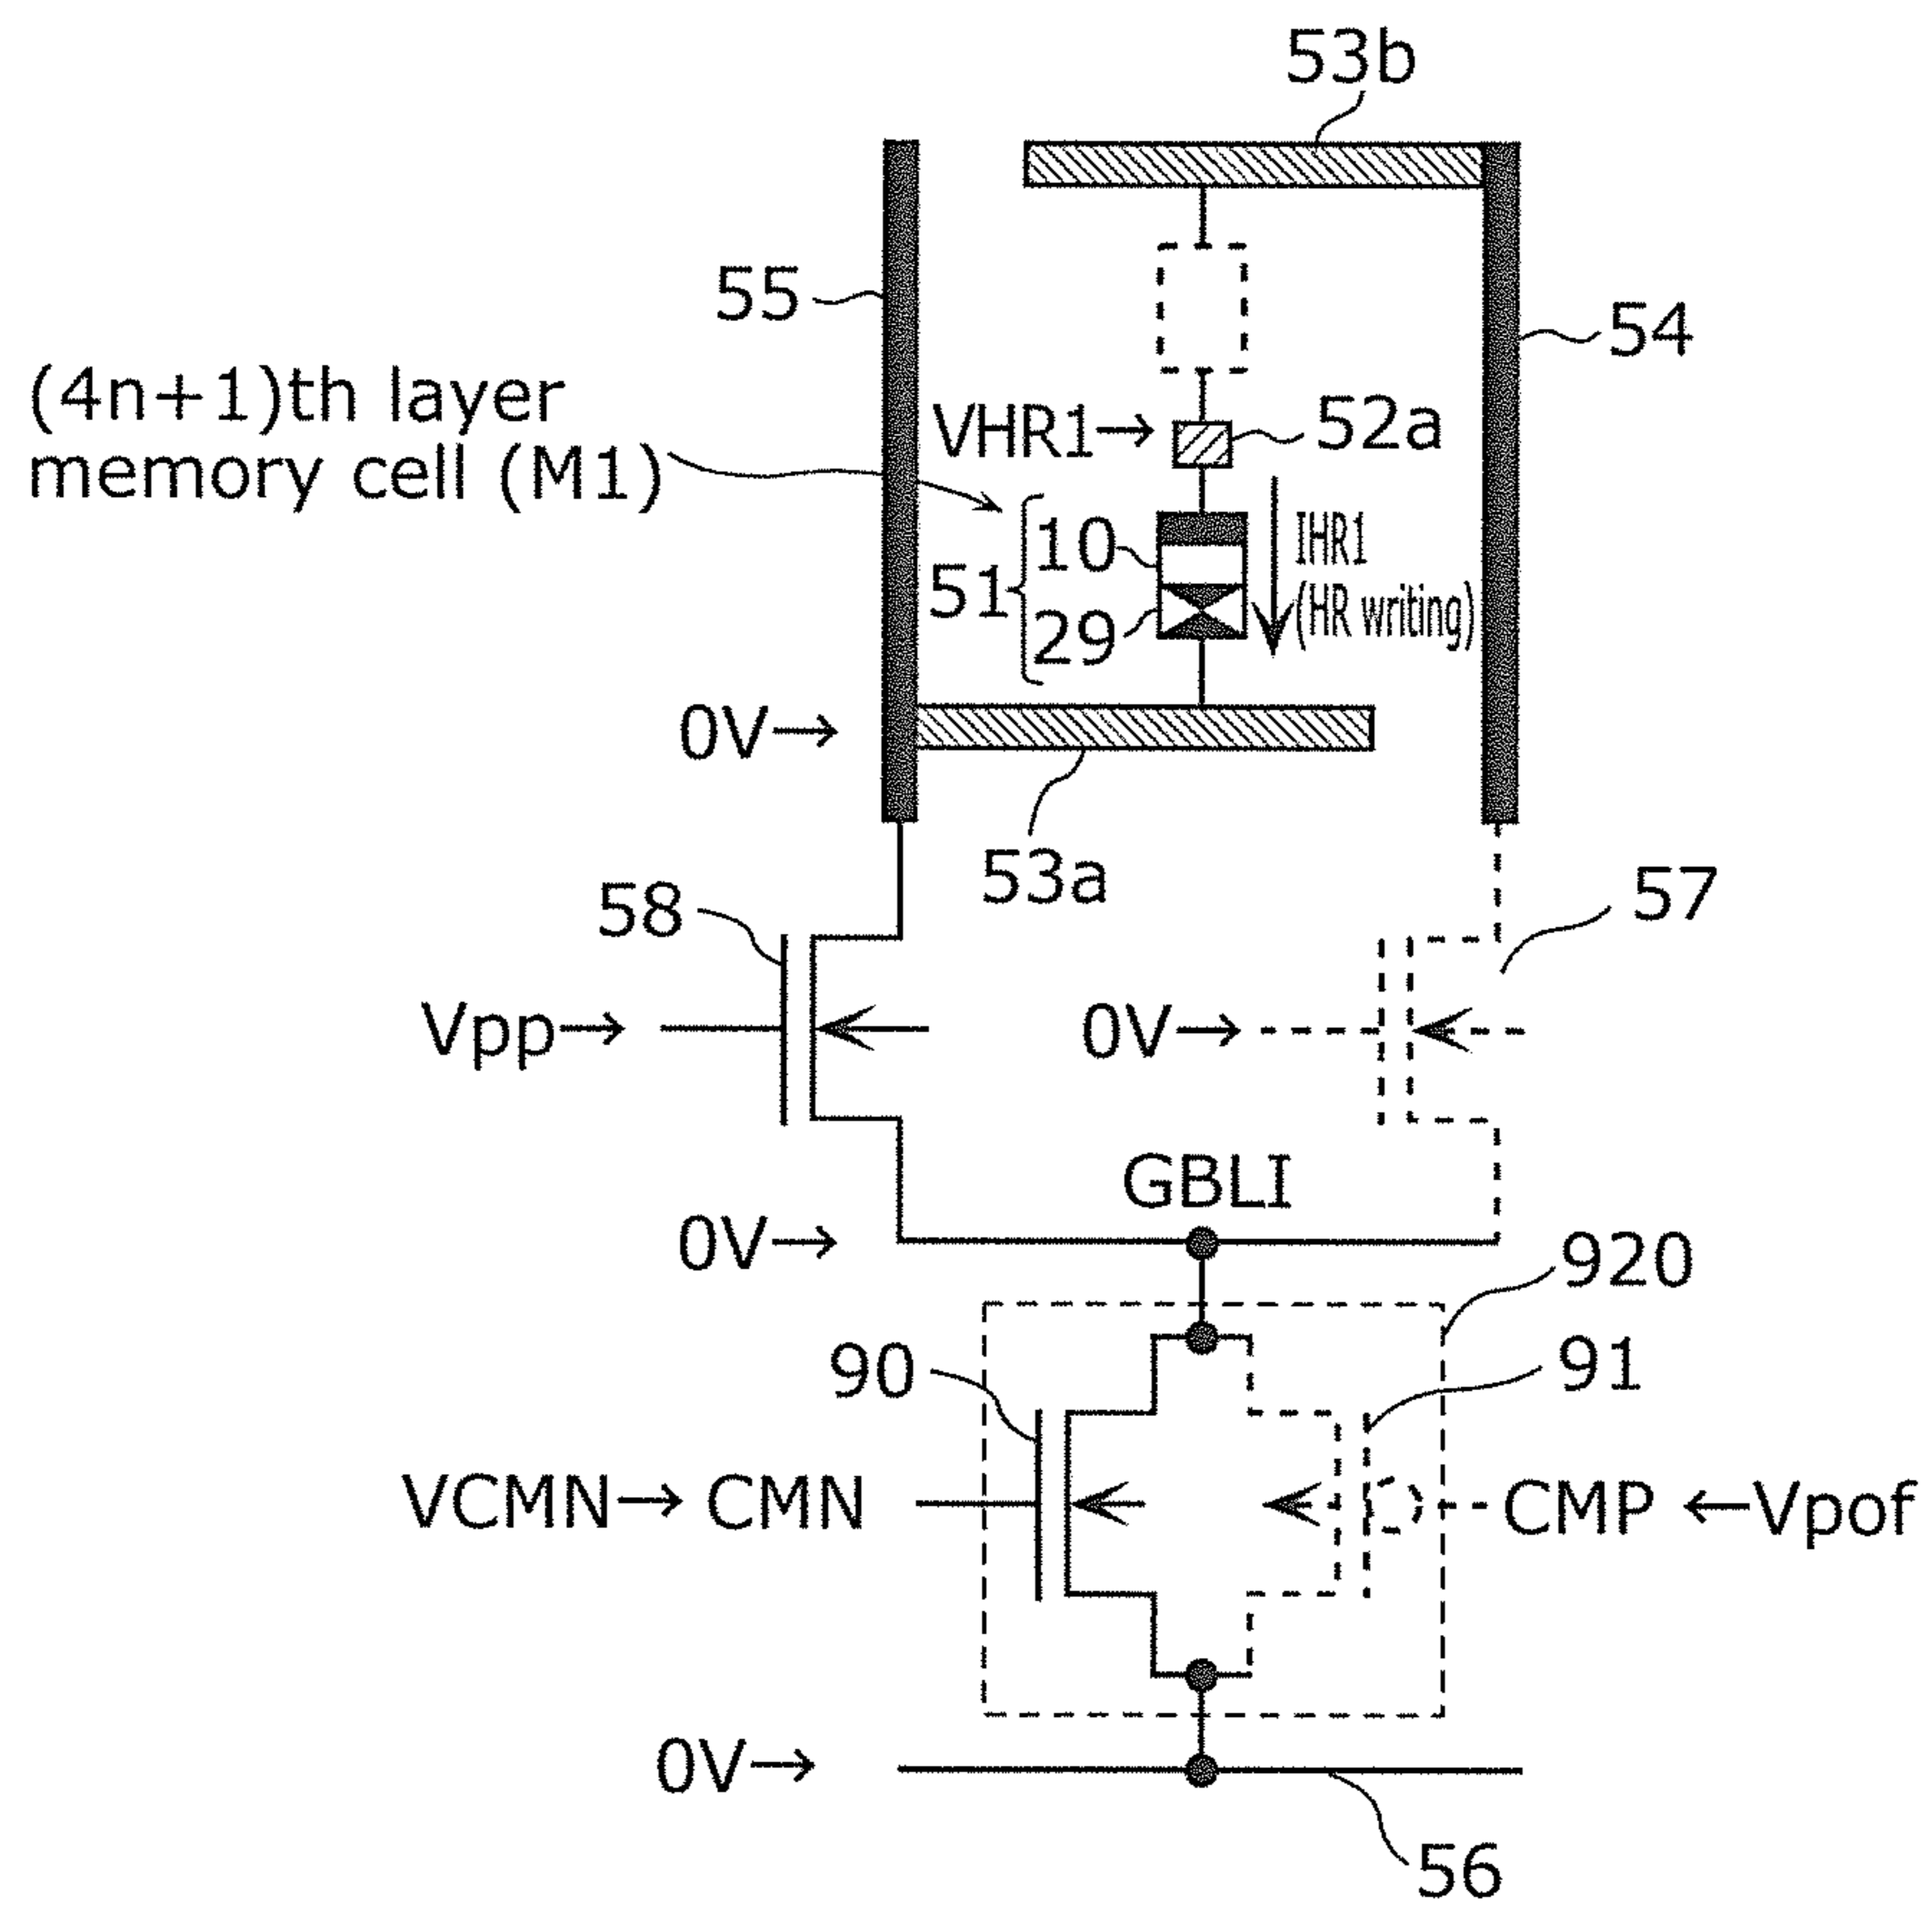 53b
55
54
(4n+1)th layer
memory cell (M1)
VHR1→
52a
51
10
29
IHR1
(HR writing)
0V→
53a
58
57
Vpp→
0V→
GBLI
0V→
920
90
91
VCMN→ CMN
CMP ←Vpof
0V→
56